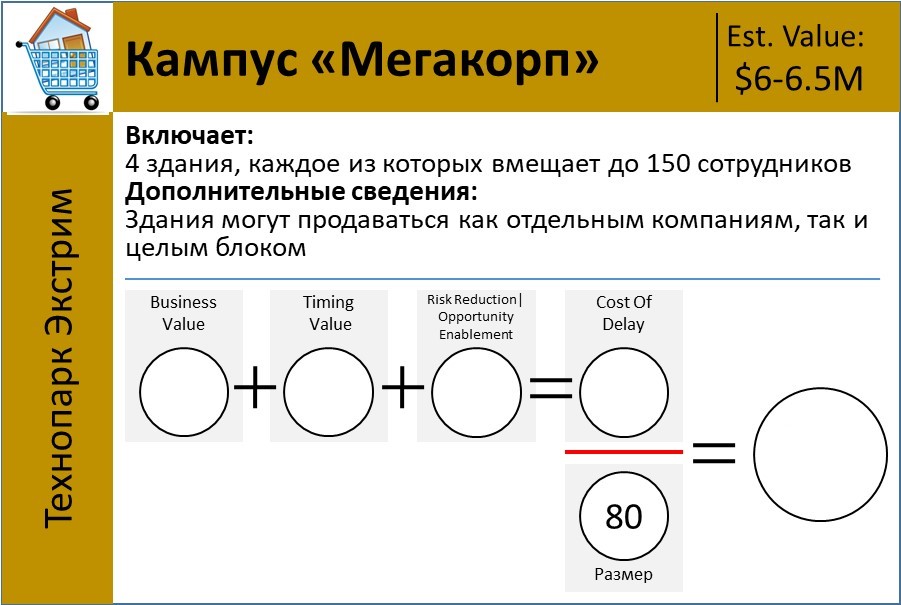 Кампус «Мегакорп»
Est. Value:
$6-6.5M
Технопарк Экстрим
Включает:
4 здания, каждое из которых вмещает до 150 сотрудников
Дополнительные сведения:
Здания могут продаваться как отдельным компаниям, так и
целым блоком
Business
Value
+
Timing
Value
+
Risk Reduction|
Opportunity
Enablement
=
Cost Of
Delay
80
Размер
=